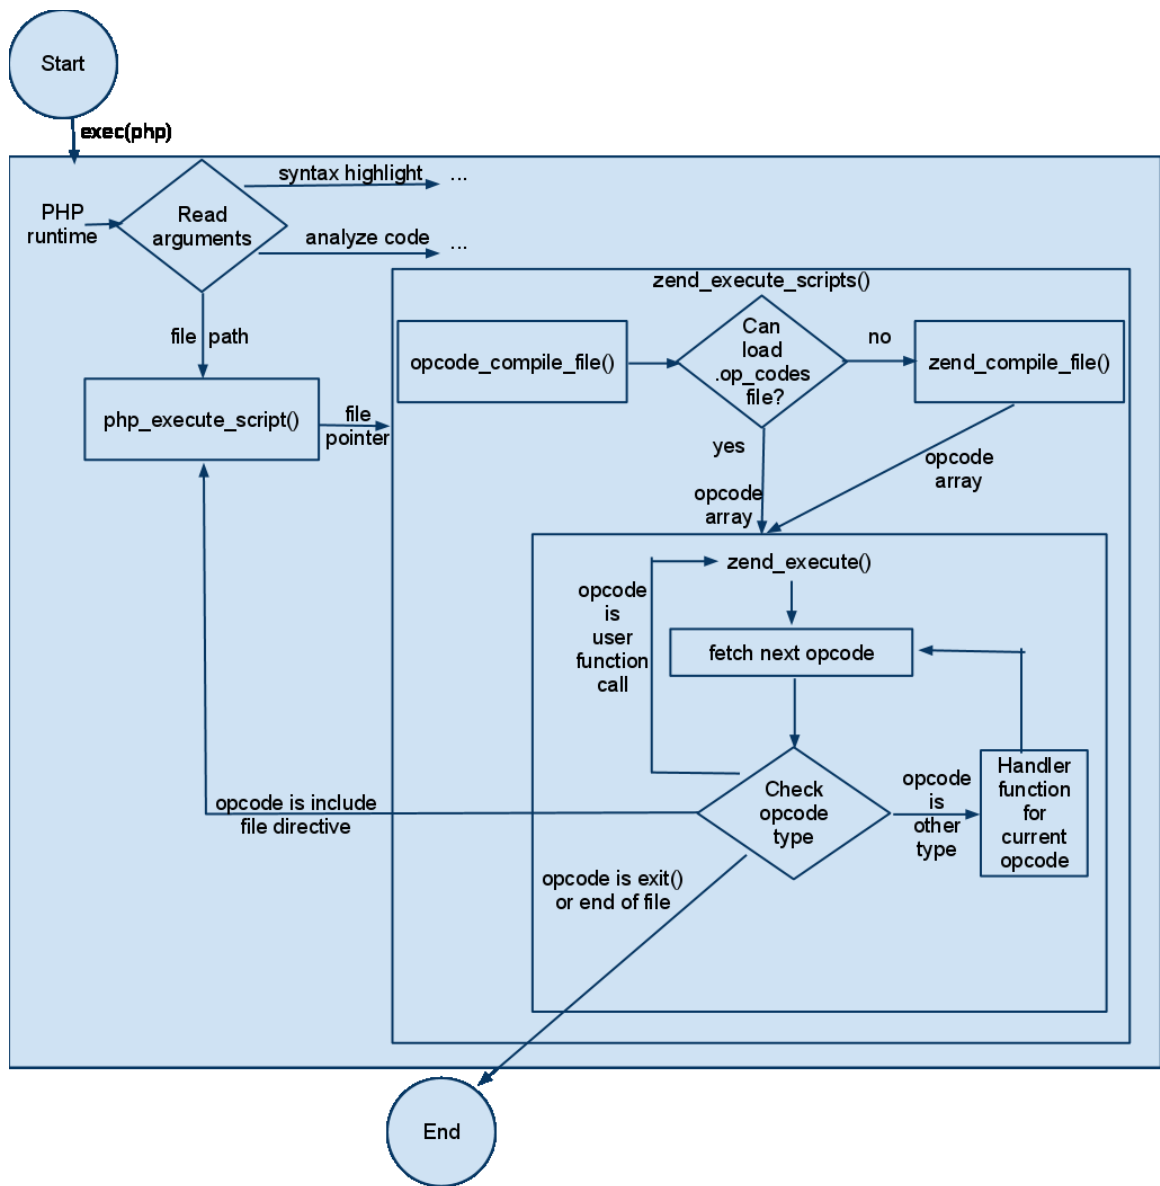 Start
exec(php)
syntax highlight ...
PHP
runtime
Read
arguments
analyze code ...
file path
php_execute_script()
file
pointer
zend_execute_scripts()
opcode_compile_file()
Can
load
.op_codes
file?
no
zend_compile_file()
yes
opcode
array
opcode
array
zend_execute()
opcode
is
user
function
call
fetch next opcode
Check
opcode
type
opcode
is
other
type
Handler
function
for
current
opcode
opcode is include
file directive
opcode is exit()
or end of file
End